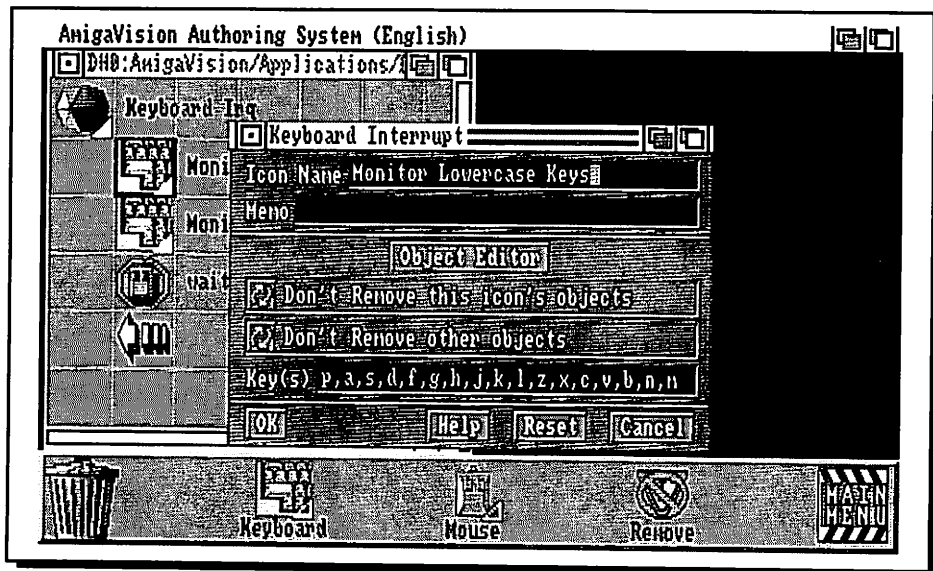 AmigaVision Authoring System (English)
DH0:AmigaVision/Applications/
Keyboard Irq
Keyboard Interrupt
Moni
Icon Name Monitor Lowercase Keys
Moni
Memo
Object Editor
wait
Don't Remove this icon's objects
Don't Remove other objects
Key(s) p,a,s,d,f,g,h,j,k,l,z,x,c,v,b,n,m
OK Help Reset Cancel
Keyboard Mouse Remove
MAIN
MENU